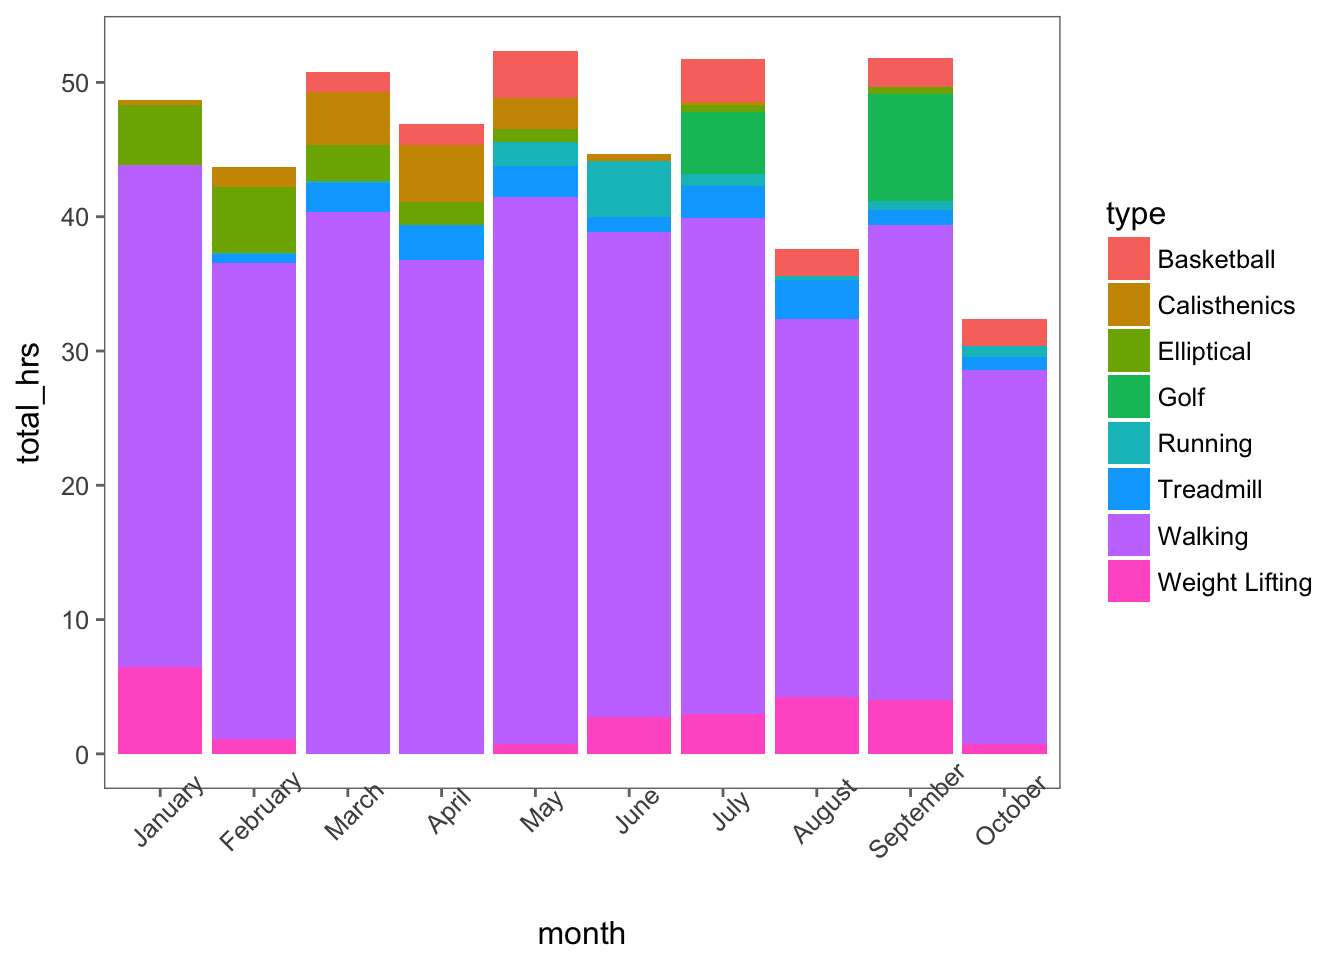 total_hrs
50
40
30
20
10
0
January
February
March
April
May
June
July
August
September
October
month
type
Basketball
Calisthenics
Elliptical
Golf
Running
Treadmill
Walking
Weight Lifting